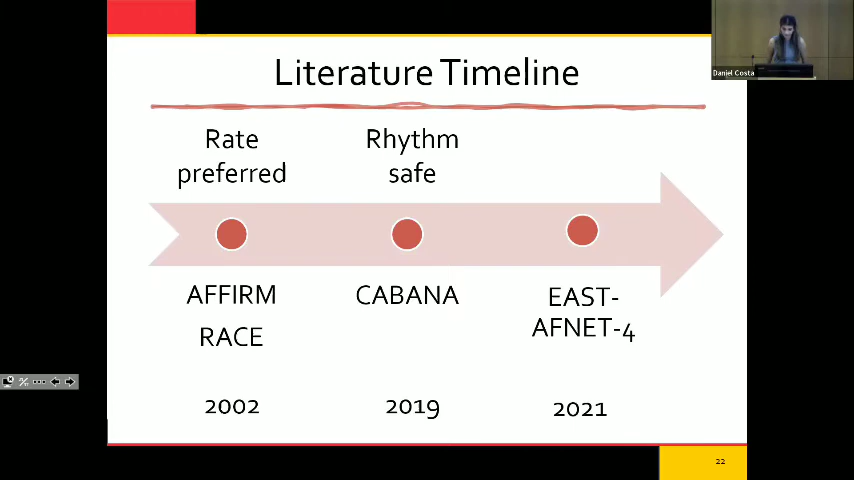 Literature Timeline
Daniel Costa
Rate
preferred
Rhythm
safe
AFFIRM
RACE
CABANA
EAST-
AFNET-4
2002
2019
2021
22